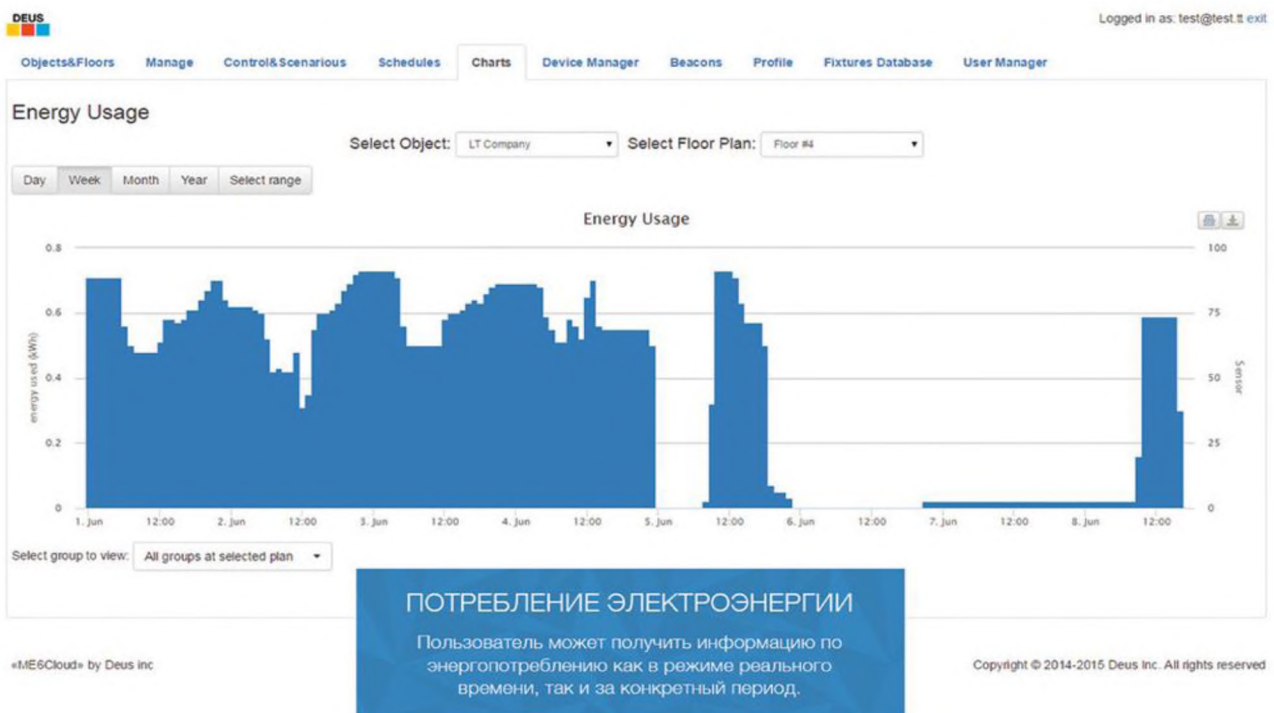 DEUS
Logged in as: test@test.tt exit
Objects&Floors Manage Control&Scenarious Schedules Charts Device Manager Beacons Profile Fixtures Database User Manager
Energy Usage
Select Object: LT Company Select Floor Plan: Floor #4
Day Week Month Year Select range
Energy Usage
0.8 100
0.6 75
0.4 50
0.2 25
0 0
energy used (kWh)
Sensor
1. Jun 12:00 2. Jun 12:00 3. Jun 12:00 4. Jun 12:00 5. Jun 12:00 6. Jun 12:00 7. Jun 12:00 8. Jun 12:00
Select group to view: All groups at selected plan
ПОТРЕБЛЕНИЕ ЭЛЕКТРОЭНЕРГИИ
Пользователь может получить информацию по
энергопотреблению как в режиме реального
времени, так и за конкретный период.
«ME6Cloud» by Deus inc
Copyright © 2014-2015 Deus Inc. All rights reserved